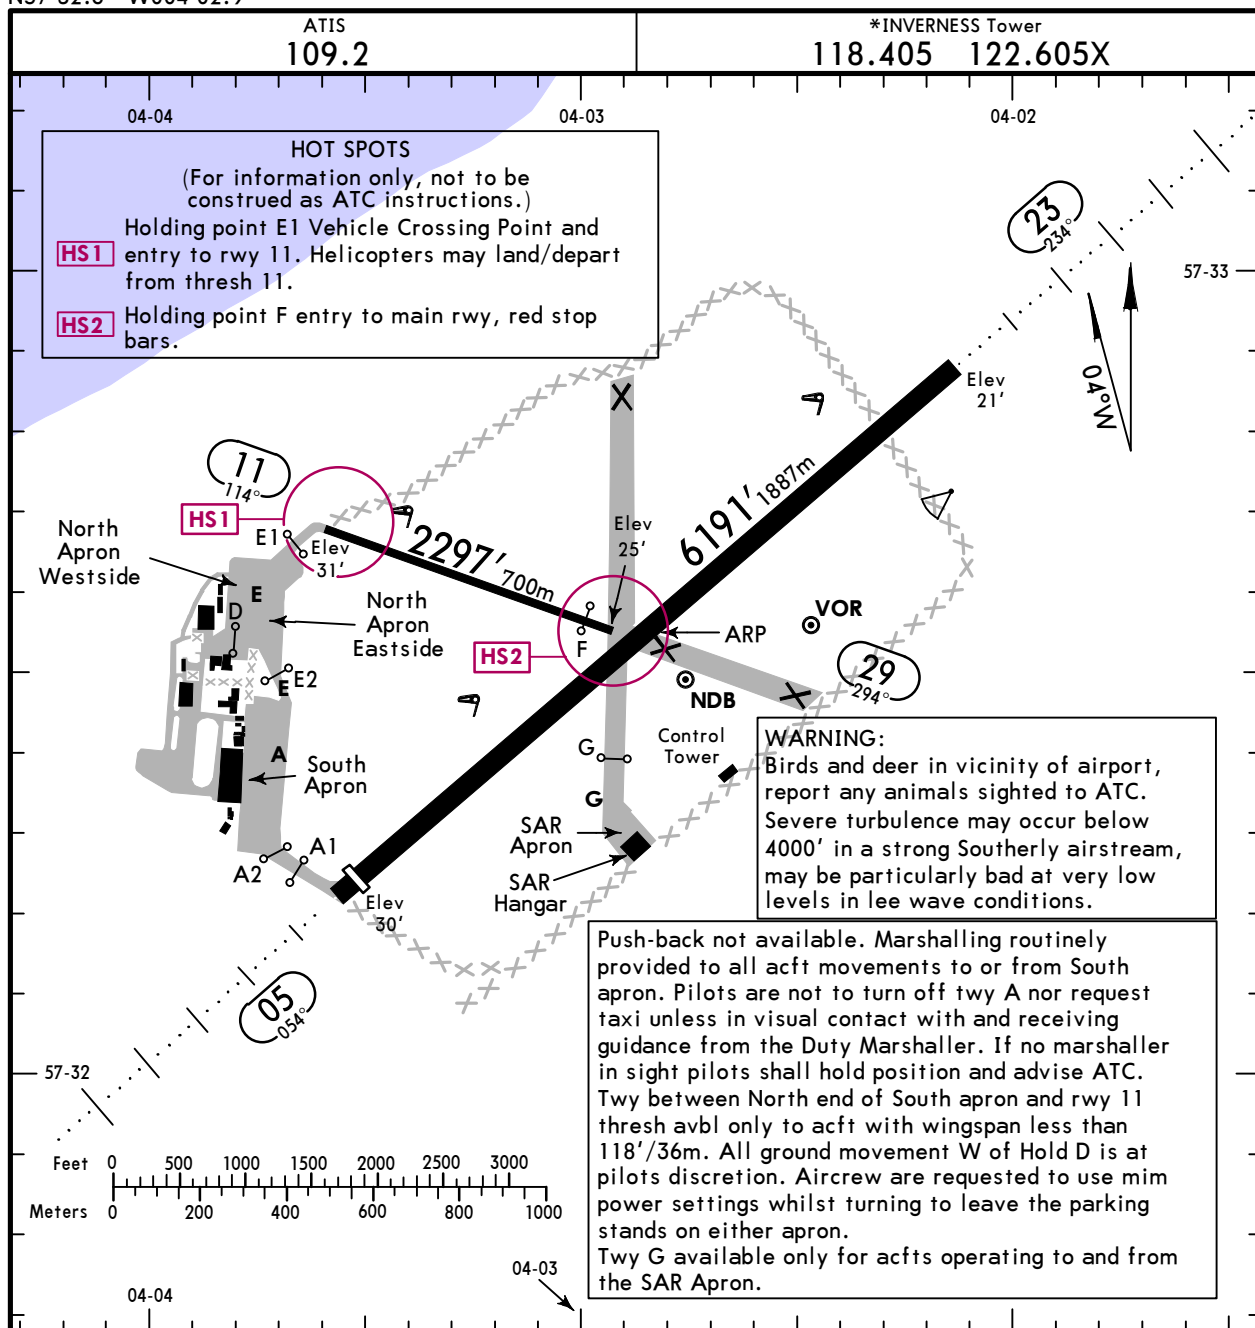 ATIS
109.2
*INVERNESS Tower
118.405 122.605X
04-04
04-03
04-02
HOT SPOTS
(For information only, not to be
construed as ATC instructions.)
HS1
Holding point E1 Vehicle Crossing Point and
entry to rwy 11. Helicopters may land/depart
from thresh 11.
HS2
Holding point F entry to main rwy, red stop
bars.
23
234°
57-33
04°W
Elev
21'
11
114°
HS1
E1
Elev
31'
2297' 700m
Elev
25'
6191' 1887m
North
Apron
Westside
E
D
North
Apron
Eastside
HS2
F
ARP
VOR
NDB
29
294°
E2
E
A
South
Apron
G
G
Control
Tower
SAR
Apron
SAR
Hangar
A1
A2
Elev
30'
05
054°
57-32
WARNING:
Birds and deer in vicinity of airport,
report any animals sighted to ATC.
Severe turbulence may occur below
4000' in a strong Southerly airstream,
may be particularly bad at very low
levels in lee wave conditions.
Push-back not available. Marshalling routinely
provided to all acft movements to or from South
apron. Pilots are not to turn off twy A nor request
taxi unless in visual contact with and receiving
guidance from the Duty Marshaller. If no marshaller
in sight pilots shall hold position and advise ATC.
Twy between North end of South apron and rwy 11
thresh avbl only to acft with wingspan less than
118'/36m. All ground movement W of Hold D is at
pilots discretion. Aircrew are requested to use mim
power settings whilst turning to leave the parking
stands on either apron.
Twy G available only for acfts operating to and from
the SAR Apron.
Feet 0 500 1000 1500 2000 2500 3000
Meters 0 200 400 600 800 1000
04-03
04-04